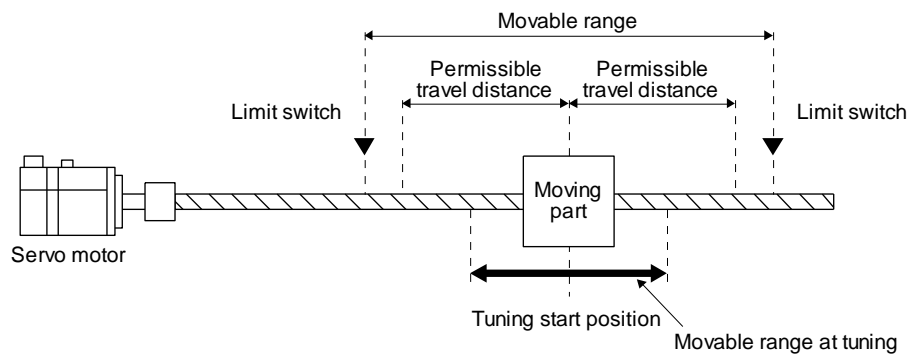 Movable range
Permissible
travel distance
Permissible
travel distance
Limit switch
Limit switch
Moving
part
Servo motor
Tuning start position
Movable range at tuning